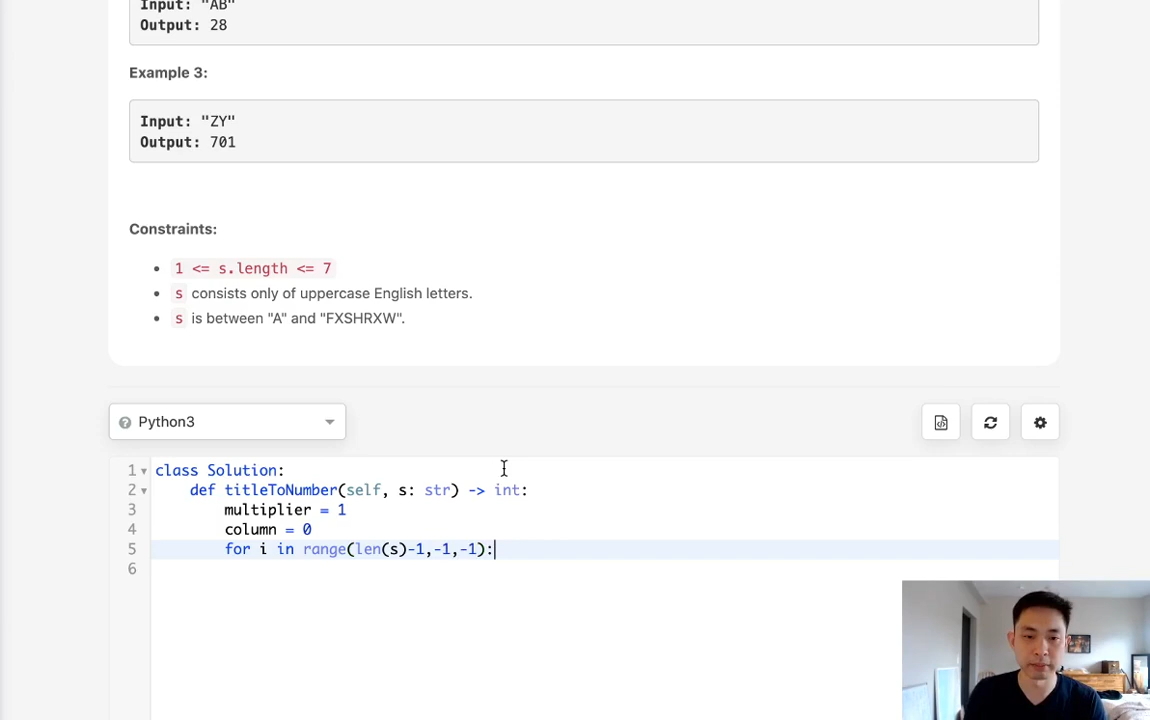 Input: "AB"
Output: 28
Example 3:
Input: "ZY"
Output: 701
Constraints:
1 <= s.length <= 7
s consists only of uppercase English letters.
s is between "A" and "FXSHRXW".
Python3
1 class Solution:
2     def titleToNumber(self, s: str) -> int:
3         multiplier = 1
4         column = 0
5         for i in range(len(s)-1,-1,-1):
6